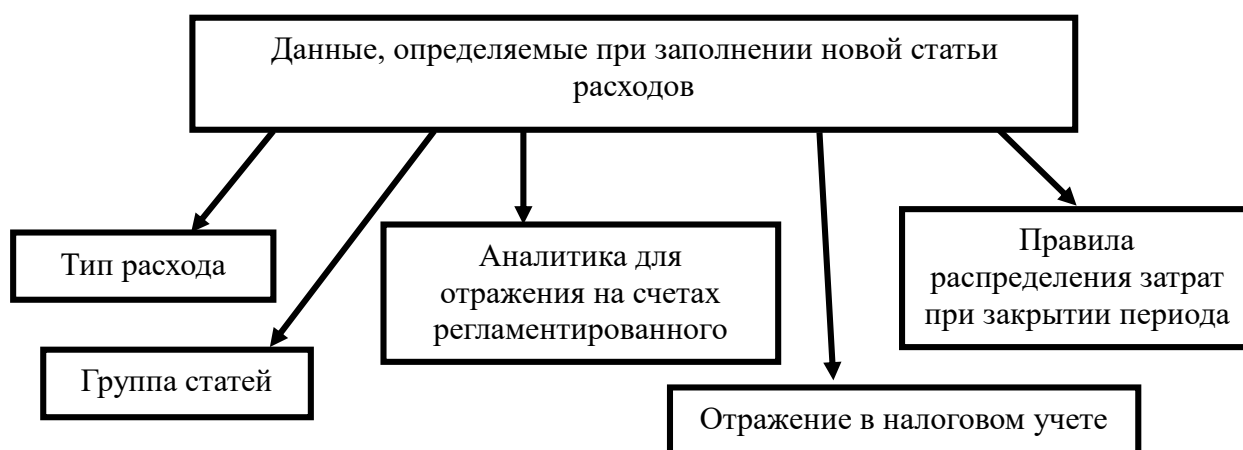 Данные, определяемые при заполнении новой статьи
расходов
Тип расхода
Группа статей
Аналитика для
отражения на счетах
регламентированного
Отражение в налоговом учете
Правила
распределения затрат
при закрытии периода